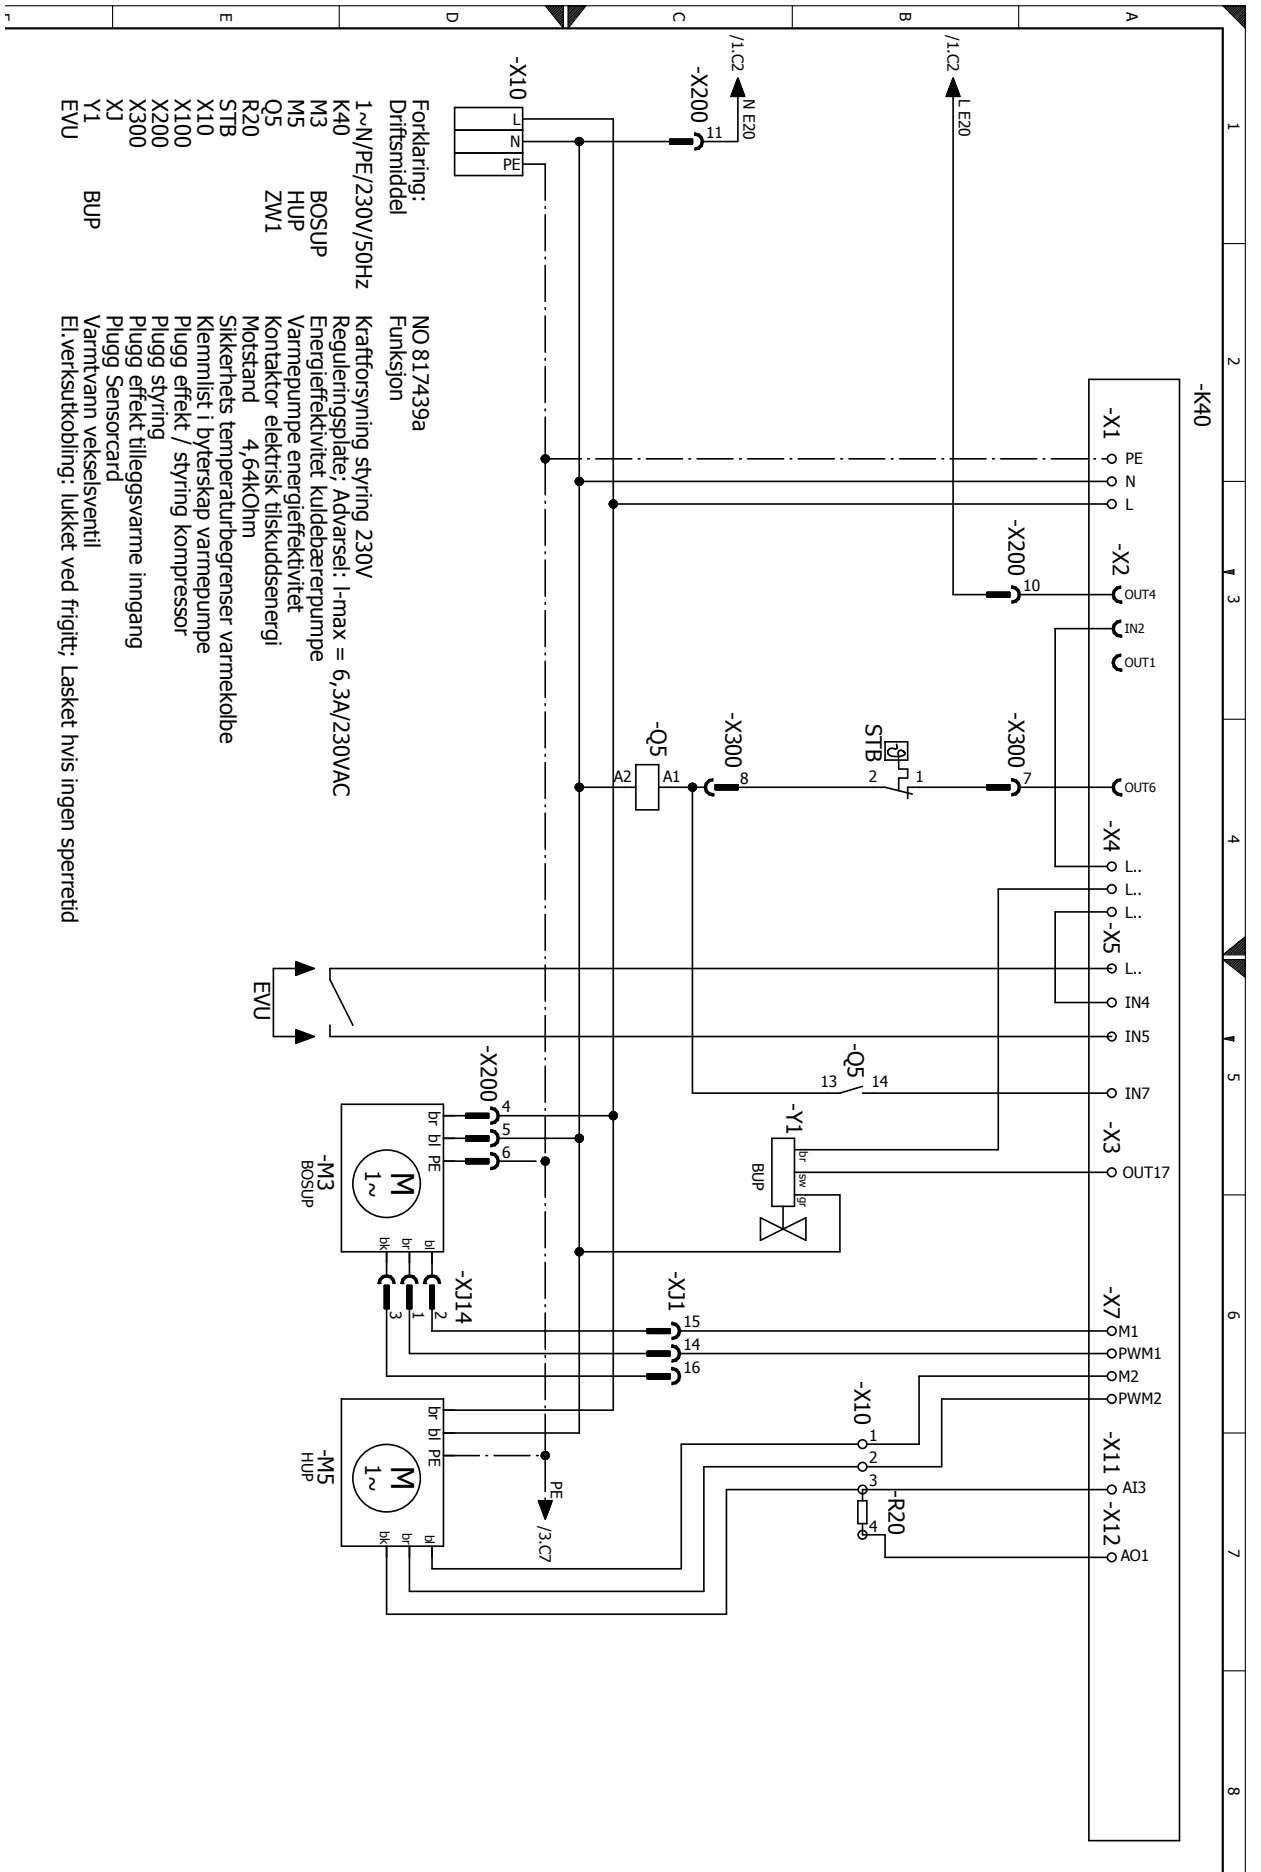 A
B
C
D
E
F
1
2
3
4
5
6
7
8
-K40
-X1
PE
N
L
-X2
OUT4
IN2
OUT1
OUT6
-X4
L..
L..
L..
-X5
L..
IN4
IN5
IN7
-X3
OUT17
-X7
M1
PWM1
M2
PWM2
-X11
AI3
-X12
AO1
/1.C2
L E20
-X200
10
-X300
7
STB
1
2
-X300
8
-Q5
A1
A2
-Q5
13
14
-Y1
BUP
br
sw
gr
-XJ1
15
14
16
-X10
1
2
3
4
-R20
/1.C2
N E20
-X200
11
-X10
L
N
PE
PE
/3.C7
EVU
-X200
4
5
6
br
bl
PE
M
1~
-M3
BOSUP
bk
br
bl
-XJ14
3
1
2
br
bl
PE
M
1~
-M5
HUP
bk
br
bl
Forklaring: NO 817439a
Driftsmiddel Funksjon
1~N/PE/230V/50Hz Kraftforsyning styring 230V
K40 Reguleringsplate; Advarsel: I-max = 6,3A/230VAC
M3 BOSUP Energieffektivitet kuldebærerpumpe
M5 HUP Varmepumpe energieffektivitet
Q5 ZW1 Kontaktor elektrisk tilskuddsenergi
R20 Motstand 4,64kOhm
STB Sikkerhets temperaturbegrenser varmekolbe
X10 Klemmlist i byterskap varmepumpe
X100 Plugg effekt / styring kompressor
X200 Plugg styring
X300 Plugg effekt tilleggsvarme inngang
XJ Plugg Sensorcard
Y1 BUP Varmtvann vekselsventil
EVU El.verksutkobling: lukket ved frigitt; Lasket hvis ingen sperretid